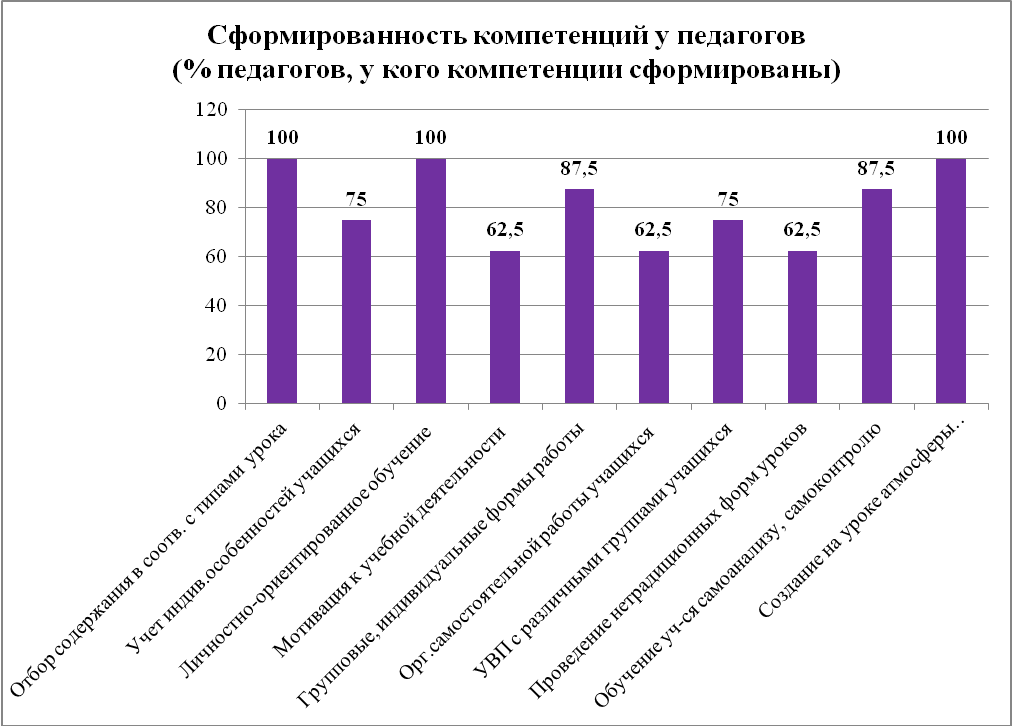 Сформированность компетенций у педагогов
(% педагогов, у кого компетенции сформированы)
120
100
80
60
40
20
0
100
75
100
62,5
87,5
62,5
75
62,5
87,5
100
Отбор содержания в соотв. с типами урока
Учет индив.особенностей учащихся
Личностно-ориентированное обучение
Мотивация к учебной деятельности
Групповые, индивидуальные формы работы
Орг.самостоятельной работы учащихся
УВП с различными группами учащихся
Проведение нетрадиционных форм уроков
Обучение уч-ся самоанализу, самоконтролю
Создание на уроке атмосферы..